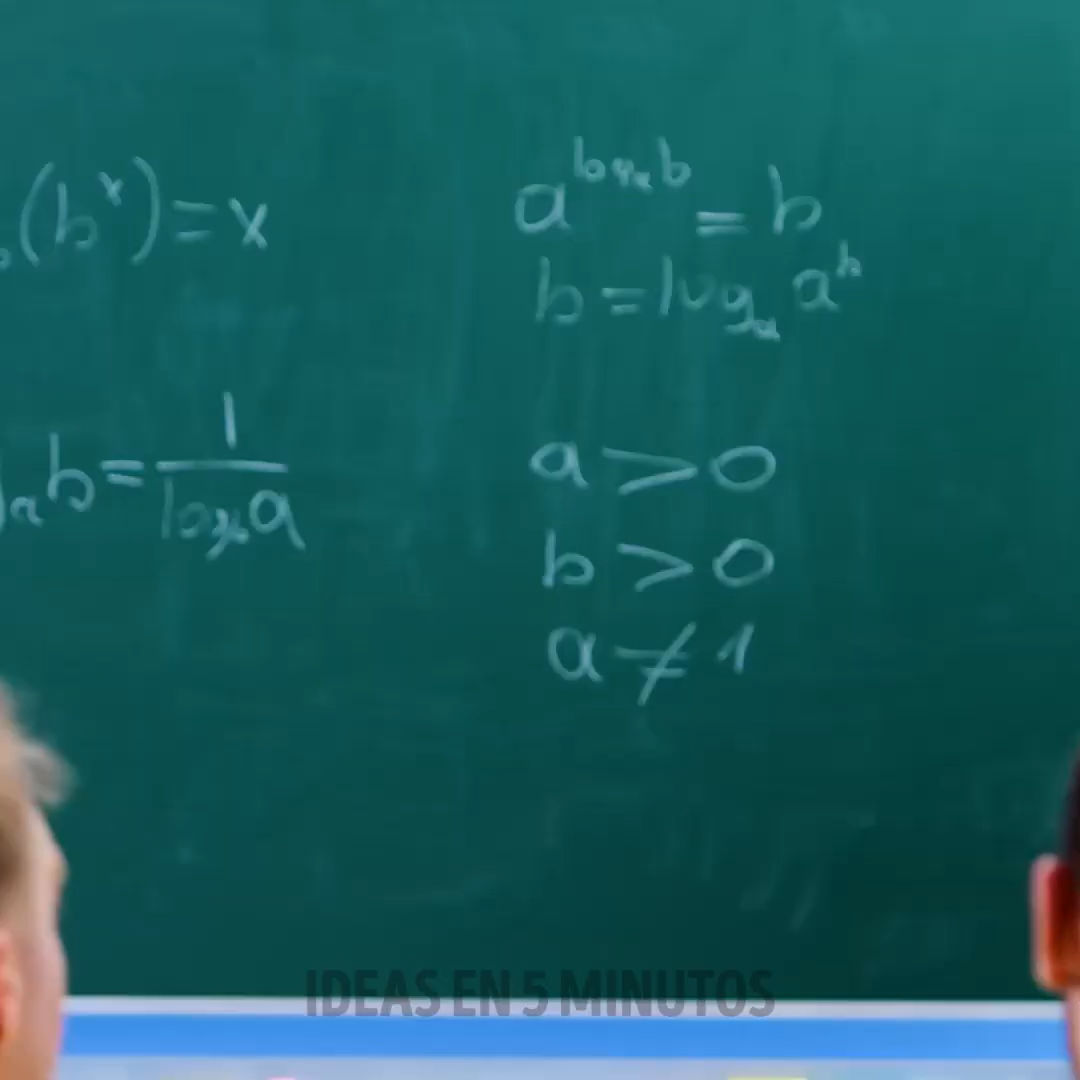 (b^x) = x
a^{log_a b} = b
b = log_a a^b
_a b = 1 / log_b a
a > 0
b > 0
a ≠ 1
IDEAS EN 5 MINUTOS